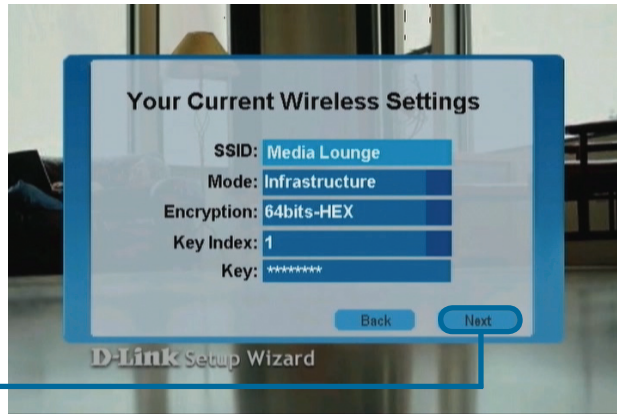 Your Current Wireless Settings
SSID: Media Lounge
Mode: Infrastructure
Encryption: 64bits-HEX
Key Index: 1
Key: ********
Back Next
D-Link Setup Wizard